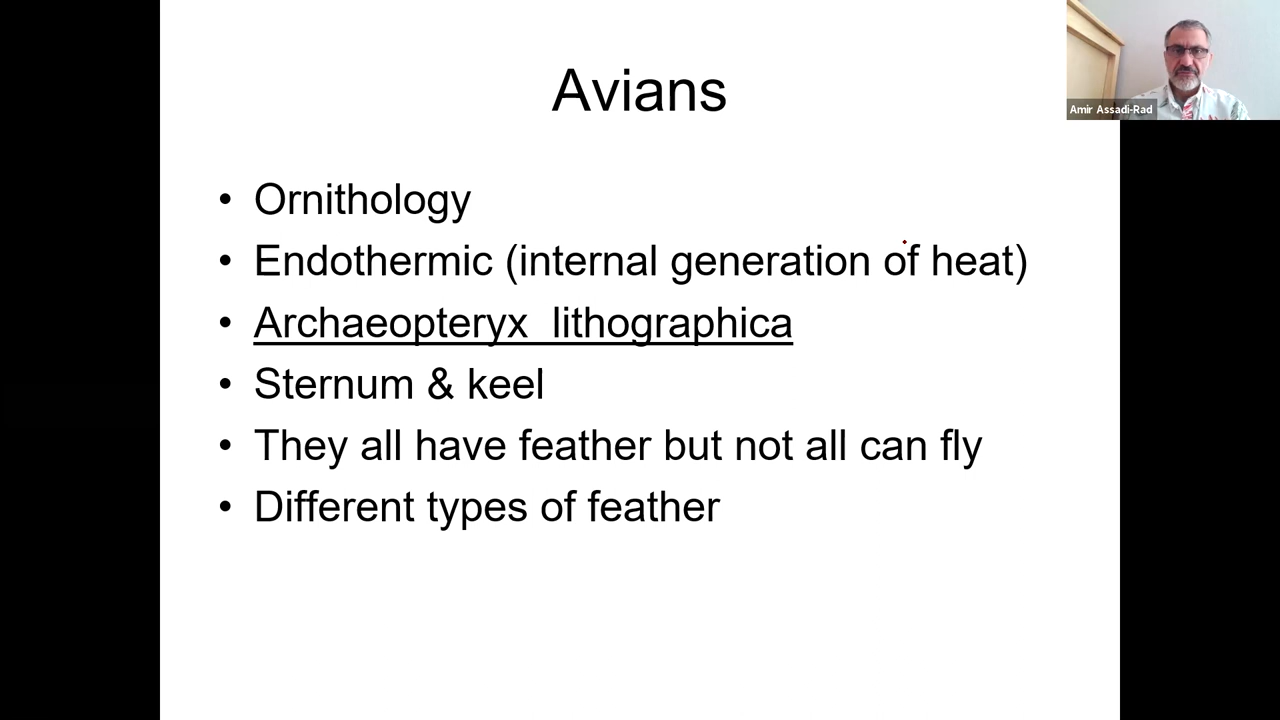 Avians
Amir Assadi-Rad
• Ornithology
• Endothermic (internal generation of heat)
• Archaeopteryx lithographica
• Sternum & keel
• They all have feather but not all can fly
• Different types of feather